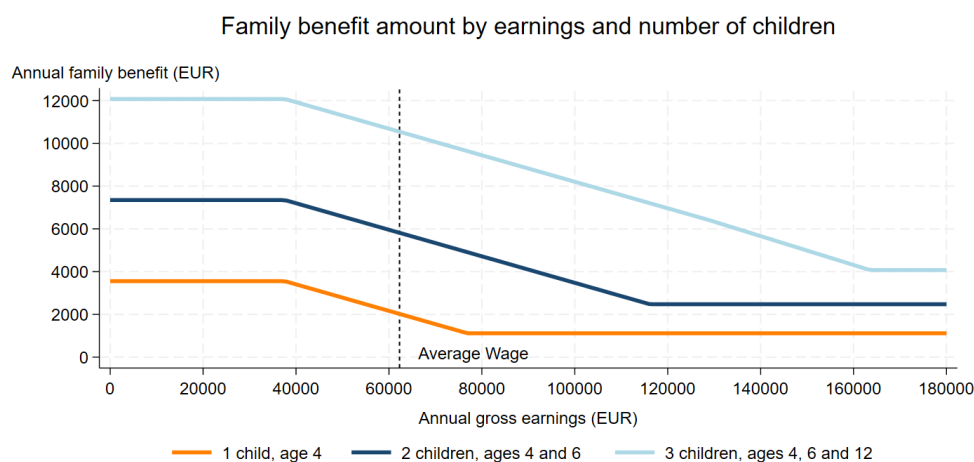 Family benefit amount by earnings and number of children
Annual family benefit (EUR)
12000
10000
8000
6000
4000
2000
0
Average Wage
0 20000 40000 60000 80000 100000 120000 140000 160000 180000
Annual gross earnings (EUR)
1 child, age 4 2 children, ages 4 and 6 3 children, ages 4, 6 and 12